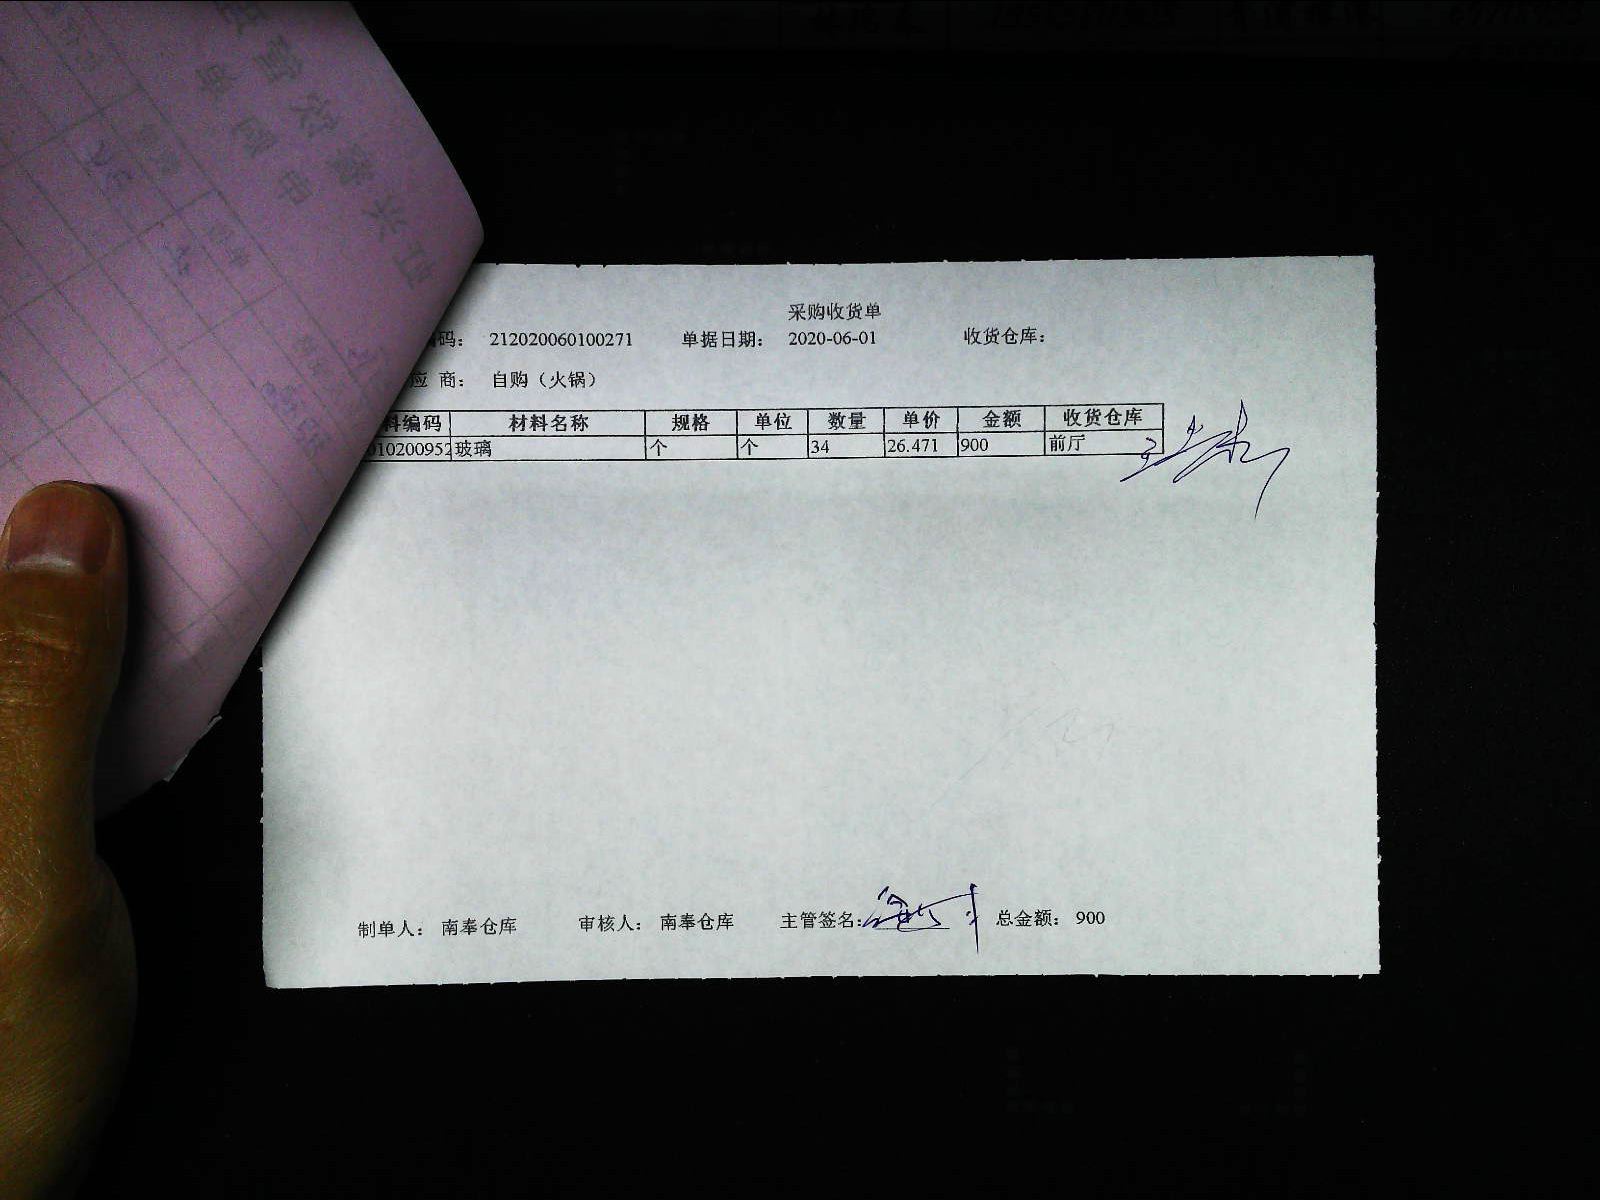 采购收货单
码: 212020060100271 单据日期: 2020-06-01 收货仓库:
应 商: 自购（火锅）
料编码 材料名称 规格 单位 数量 单价 金额 收货仓库
010200952 玻璃 个 个 34 26.471 900 前厅
制单人: 南奉仓库 审核人: 南奉仓库 主管签名: 总金额: 900